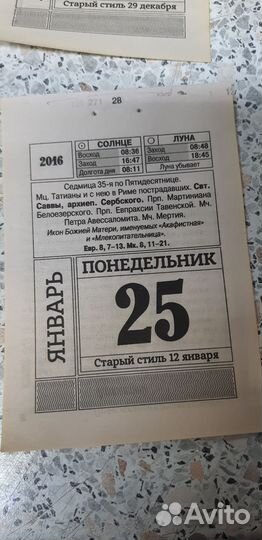 Старый стиль 29 декабря
28
2016
СОЛНЦЕ
Восход 08:36
Заход 16:47
Долгота дня 08:11
ЛУНА
Заход 08:48
Восход 18:45
Луна убывает
Седмица 35-я по Пятидесятнице.
Мц. Татианы и с нею в Риме пострадавших. Свт.
Саввы, архиеп. Сербского. Прп. Мартиниана
Белоезерского. Прп. Евпраксии Тавенской. Мч.
Петра Авессаломита. Мч. Мертия.
Икон Божией Матери, именуемых «Акафистная»
и «Млекопитательница».
Евр. 8, 7–13. Мк. 8, 11–21.
ЯНВАРЬ
ПОНЕДЕЛЬНИК
25
Старый стиль 12 января
Avito